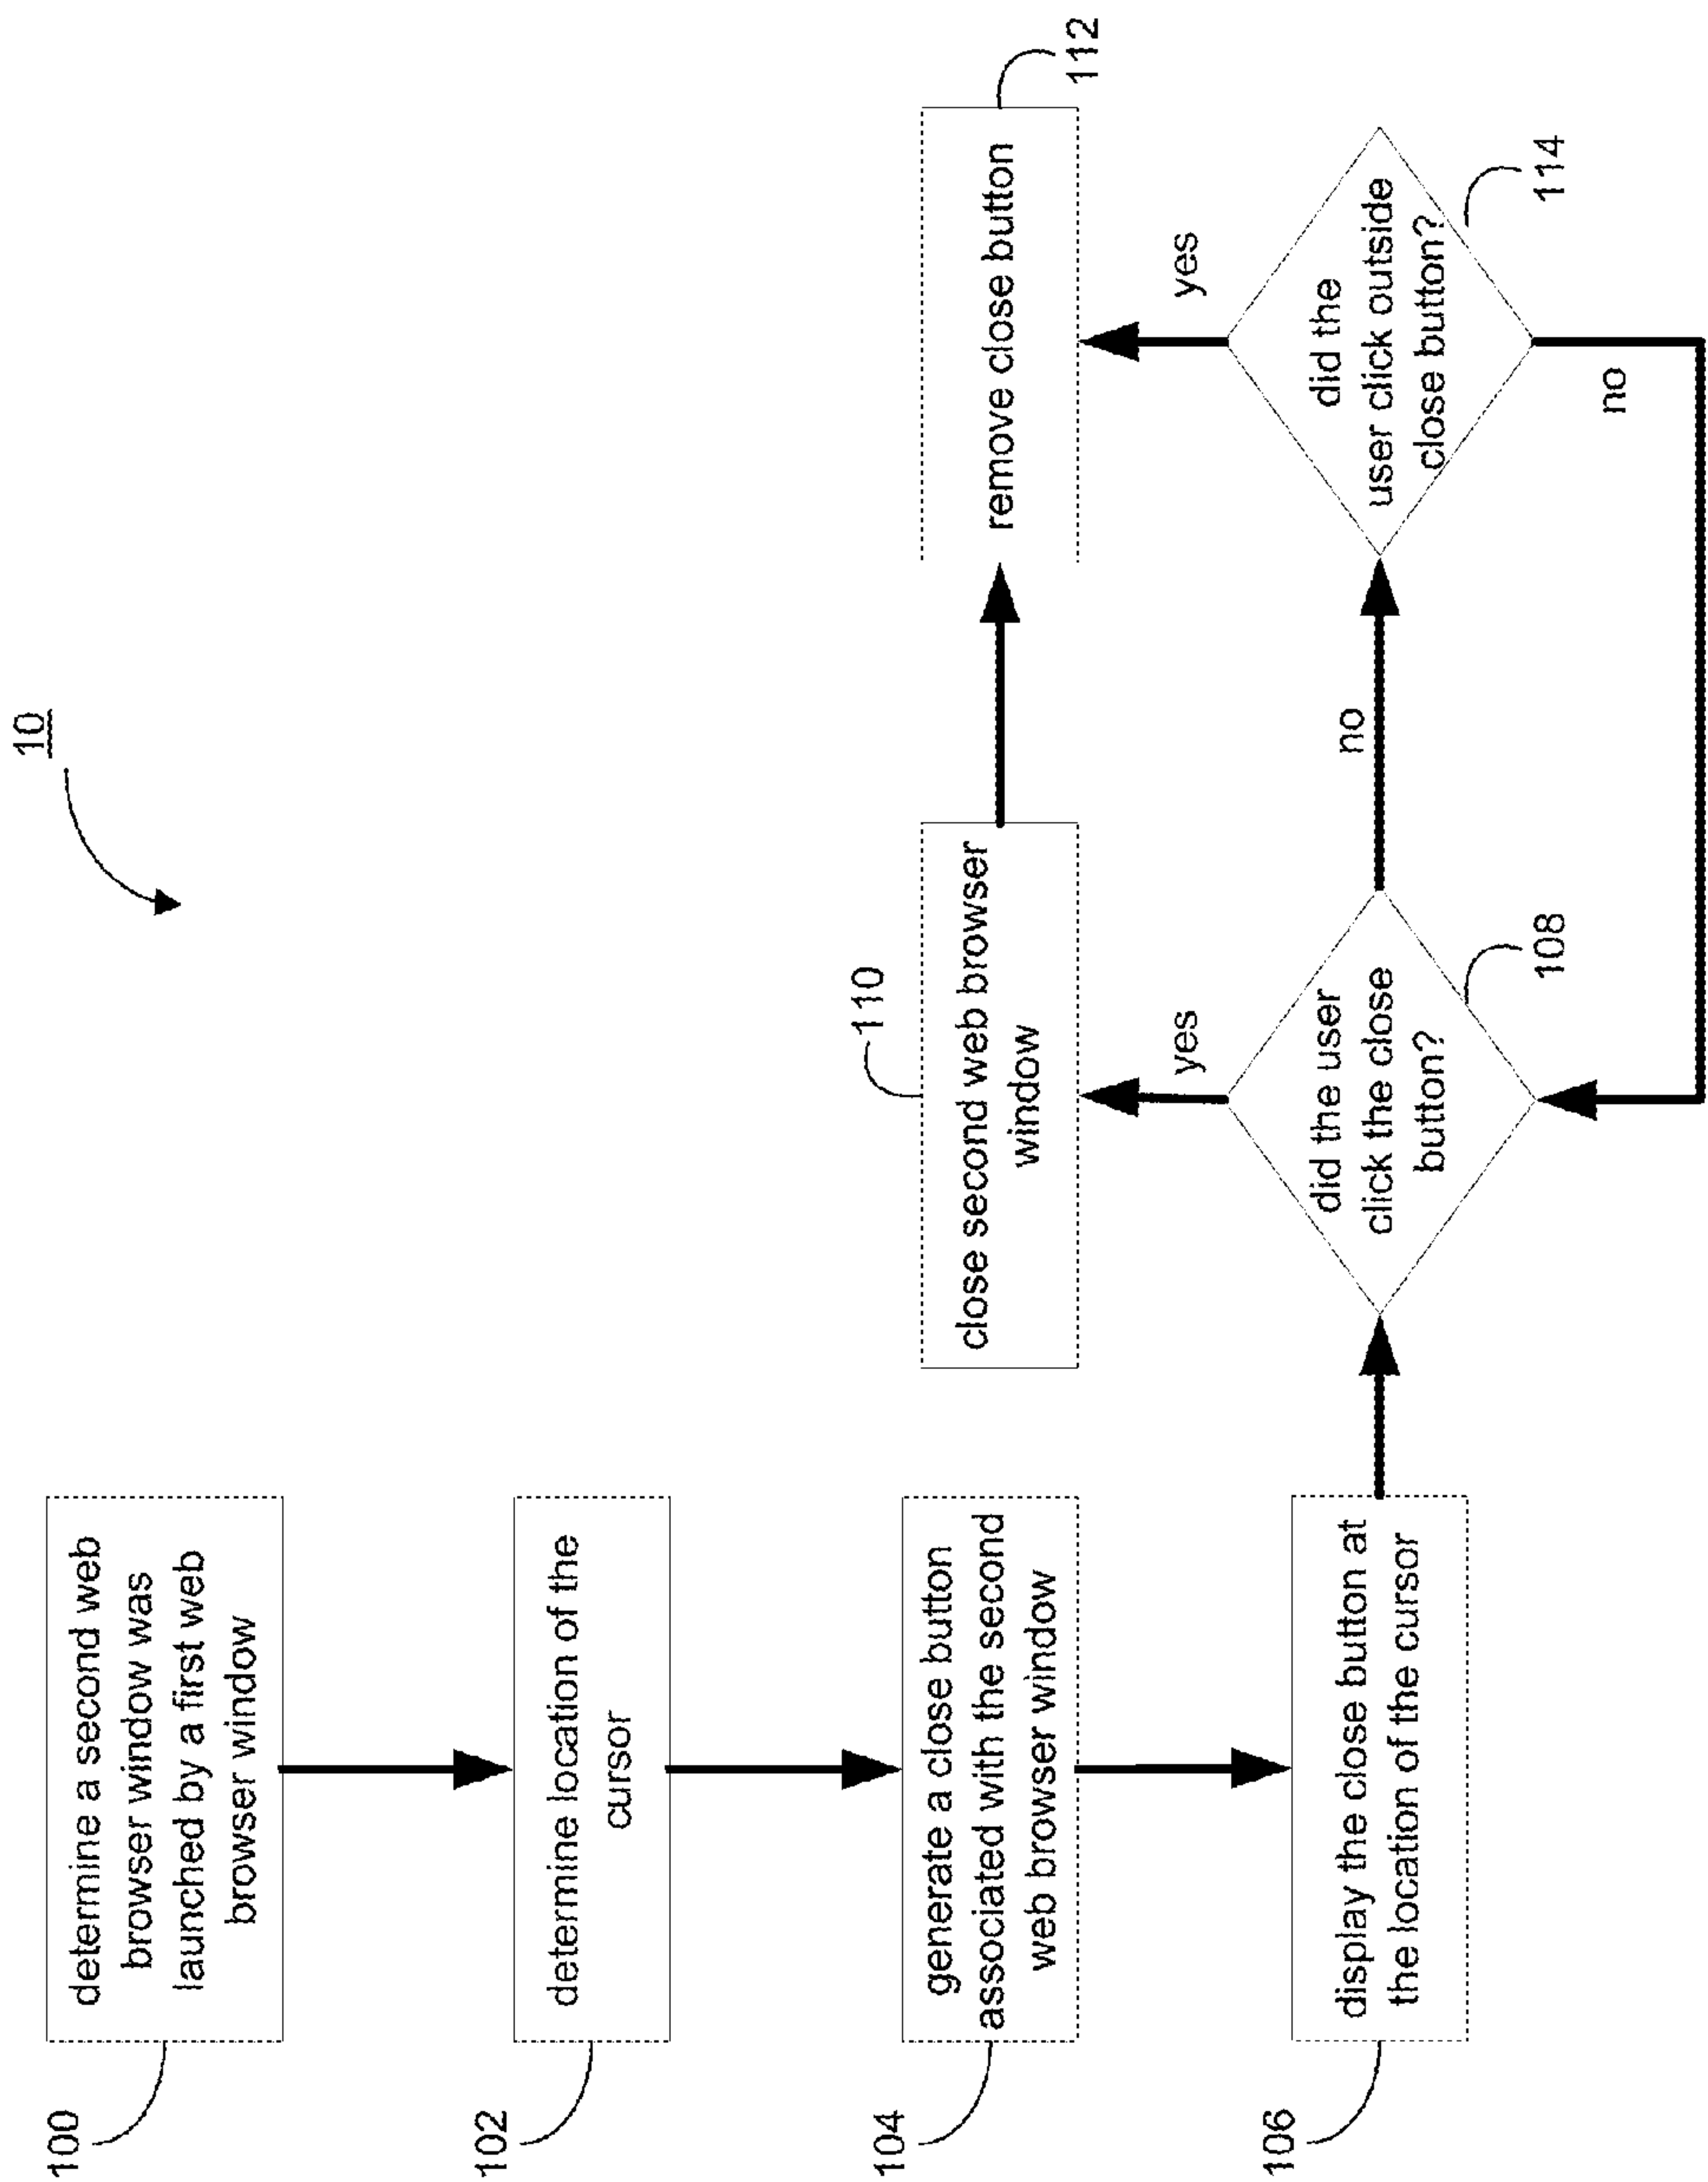 10
100
determine a second web
browser window was
launched by a first web
browser window
102
determine location of the
cursor
104
generate a close button
associated with the second
web browser window
106
display the close button at
the location of the cursor
108
did the user
click the close
button?
yes
no
110
close second web browser
window
112
remove close button
114
did the
user click outside
close button?
yes
no